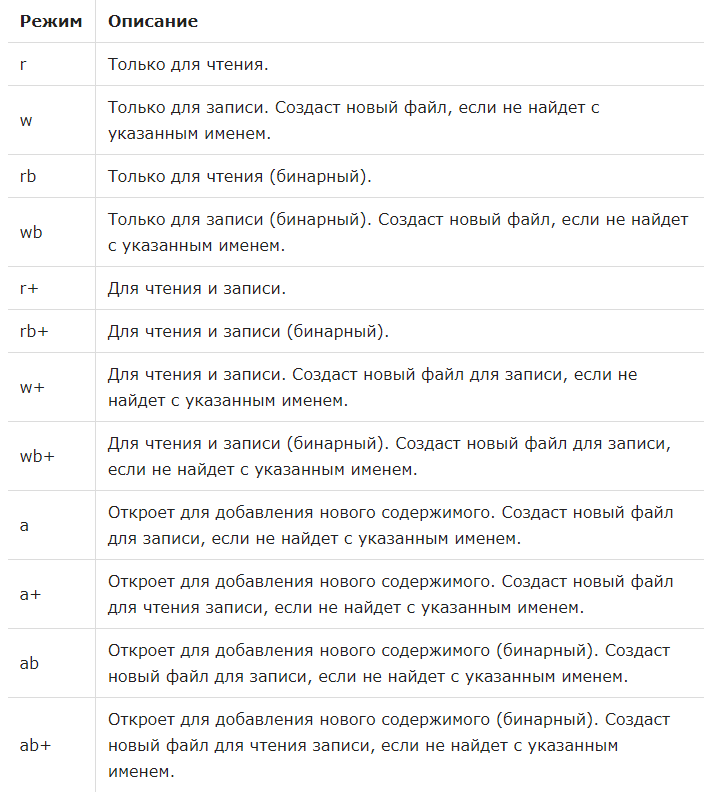 Режим Описание
r Только для чтения.
w Только для записи. Создаст новый файл, если не найдет с
указанным именем.
rb Только для чтения (бинарный).
wb Только для записи (бинарный). Создаст новый файл, если не найдет
с указанным именем.
r+ Для чтения и записи.
rb+ Для чтения и записи (бинарный).
w+ Для чтения и записи. Создаст новый файл для записи, если не
найдет с указанным именем.
wb+ Для чтения и записи (бинарный). Создаст новый файл для записи,
если не найдет с указанным именем.
a Откроет для добавления нового содержимого. Создаст новый файл
для записи, если не найдет с указанным именем.
a+ Откроет для добавления нового содержимого. Создаст новый файл
для чтения записи, если не найдет с указанным именем.
ab Откроет для добавления нового содержимого (бинарный). Создаст
новый файл для записи, если не найдет с указанным именем.
ab+ Откроет для добавления нового содержимого (бинарный). Создаст
новый файл для чтения записи, если не найдет с указанным
именем.